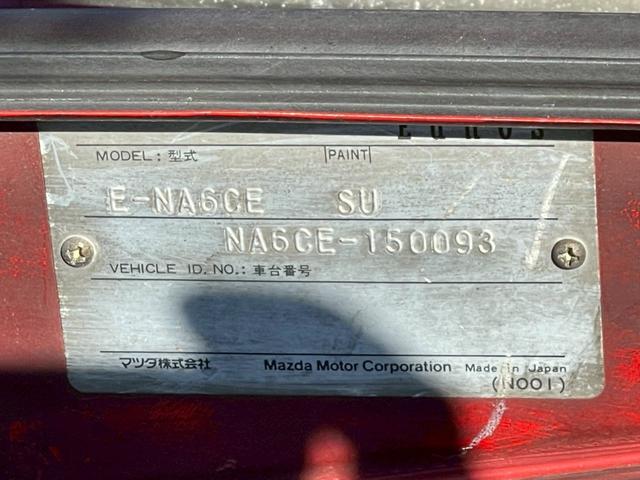 Eunos
MODEL : 型式 |PAINT|
E-NA6CE SU
NA6CE-150093
VEHICLE ID. NO. : 車台番号
マツダ株式会社 Mazda Motor Corporation Made in Japan
(N001)